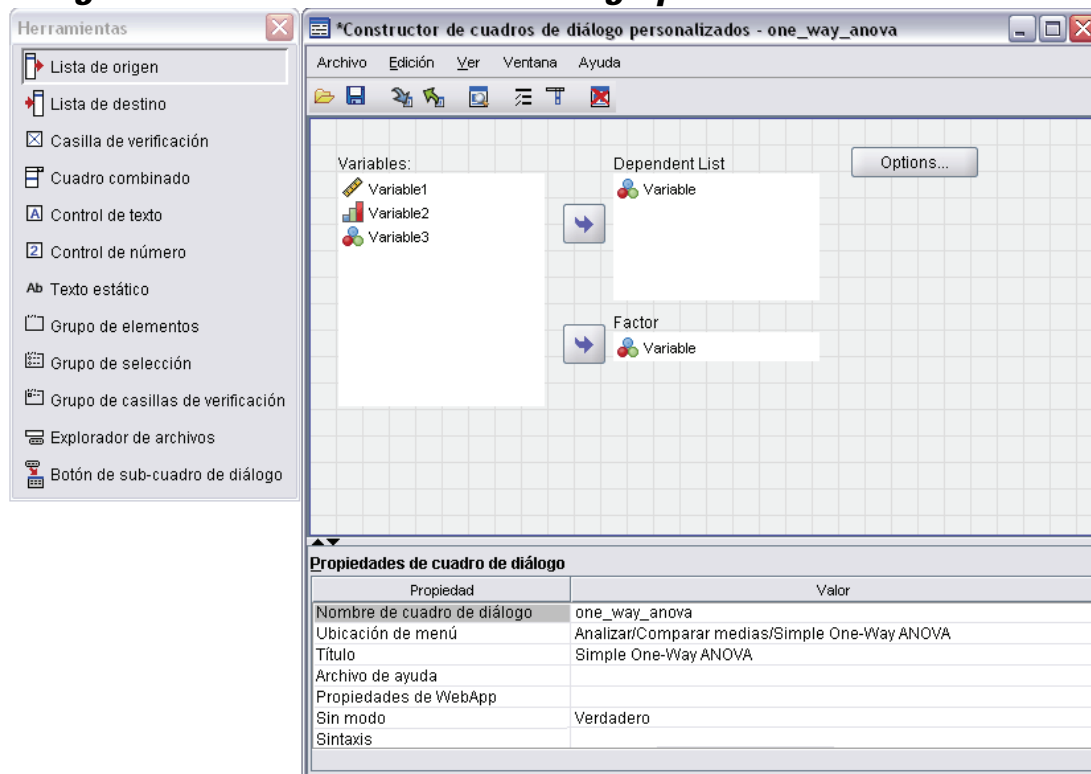 Herramientas
Lista de origen
Lista de destino
Casilla de verificación
Cuadro combinado
A Control de texto
2 Control de número
Ab Texto estático
Grupo de elementos
Grupo de selección
Grupo de casillas de verificación
Explorador de archivos
Botón de sub-cuadro de diálogo
*Constructor de cuadros de diálogo personalizados - one_way_anova
Archivo Edición Ver Ventana Ayuda
Variables:
Variable1
Variable2
Variable3
Dependent List
Variable
Options...
Factor
Variable
Propiedades de cuadro de diálogo
Propiedad Valor
Nombre de cuadro de diálogo one_way_anova
Ubicación de menú Analizar/Comparar medias/Simple One-Way ANOVA
Título Simple One-Way ANOVA
Archivo de ayuda
Propiedades de WebApp
Sin modo Verdadero
Sintaxis